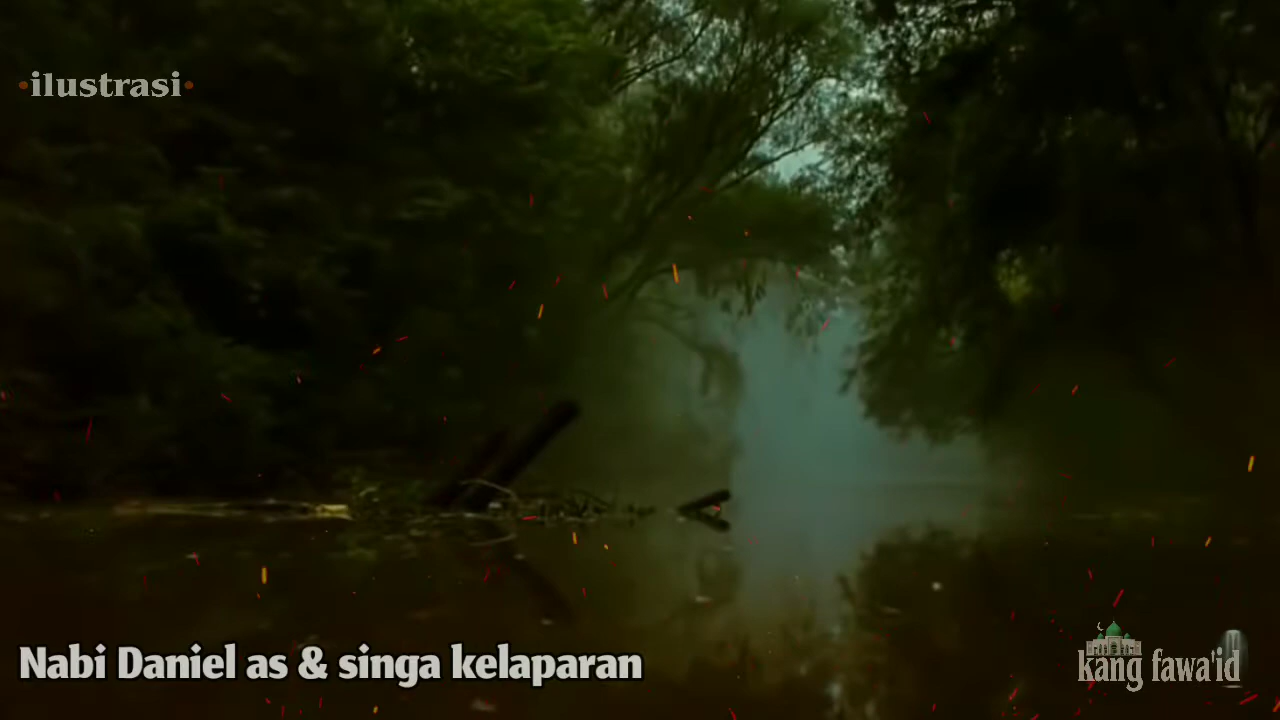 •ilustrasi•
Nabi Daniel as & singa kelaparan
kang fawa'id